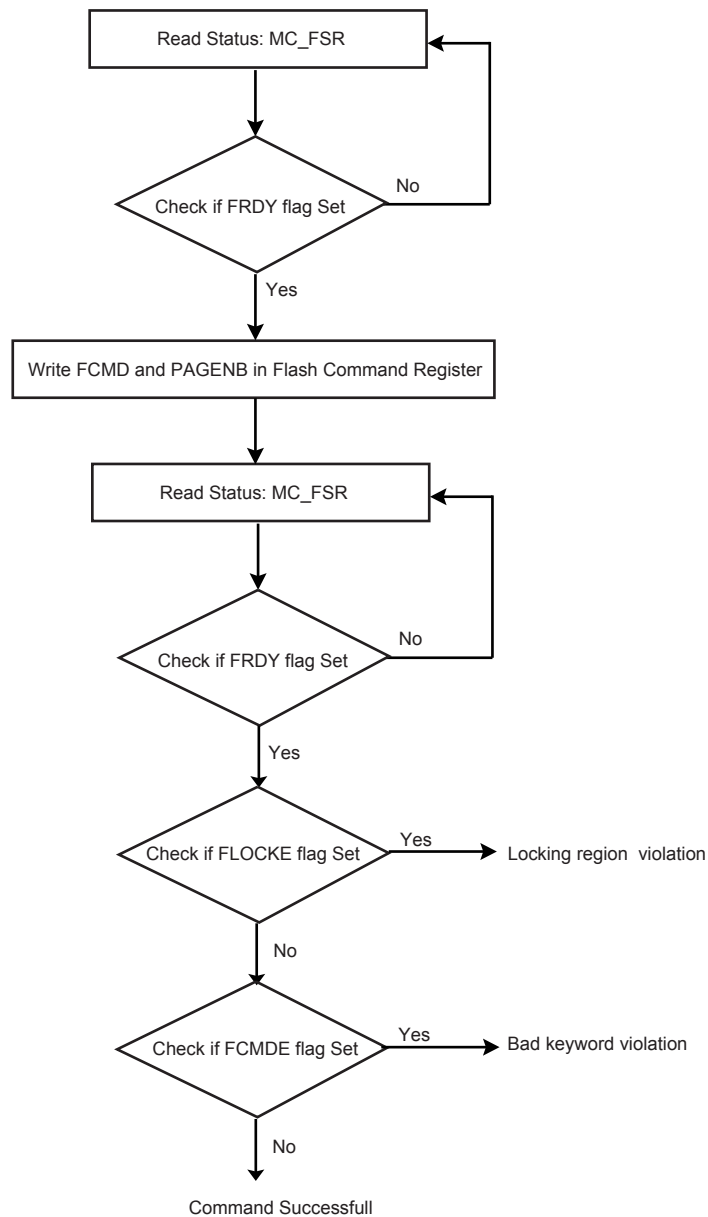 Read Status: MC_FSR
Check if FRDY flag Set
No
Yes
Write FCMD and PAGENB in Flash Command Register
Read Status: MC_FSR
Check if FRDY flag Set
No
Yes
Check if FLOCKE flag Set
Yes
Locking region violation
No
Check if FCMDE flag Set
Yes
Bad keyword violation
No
Command Successfull